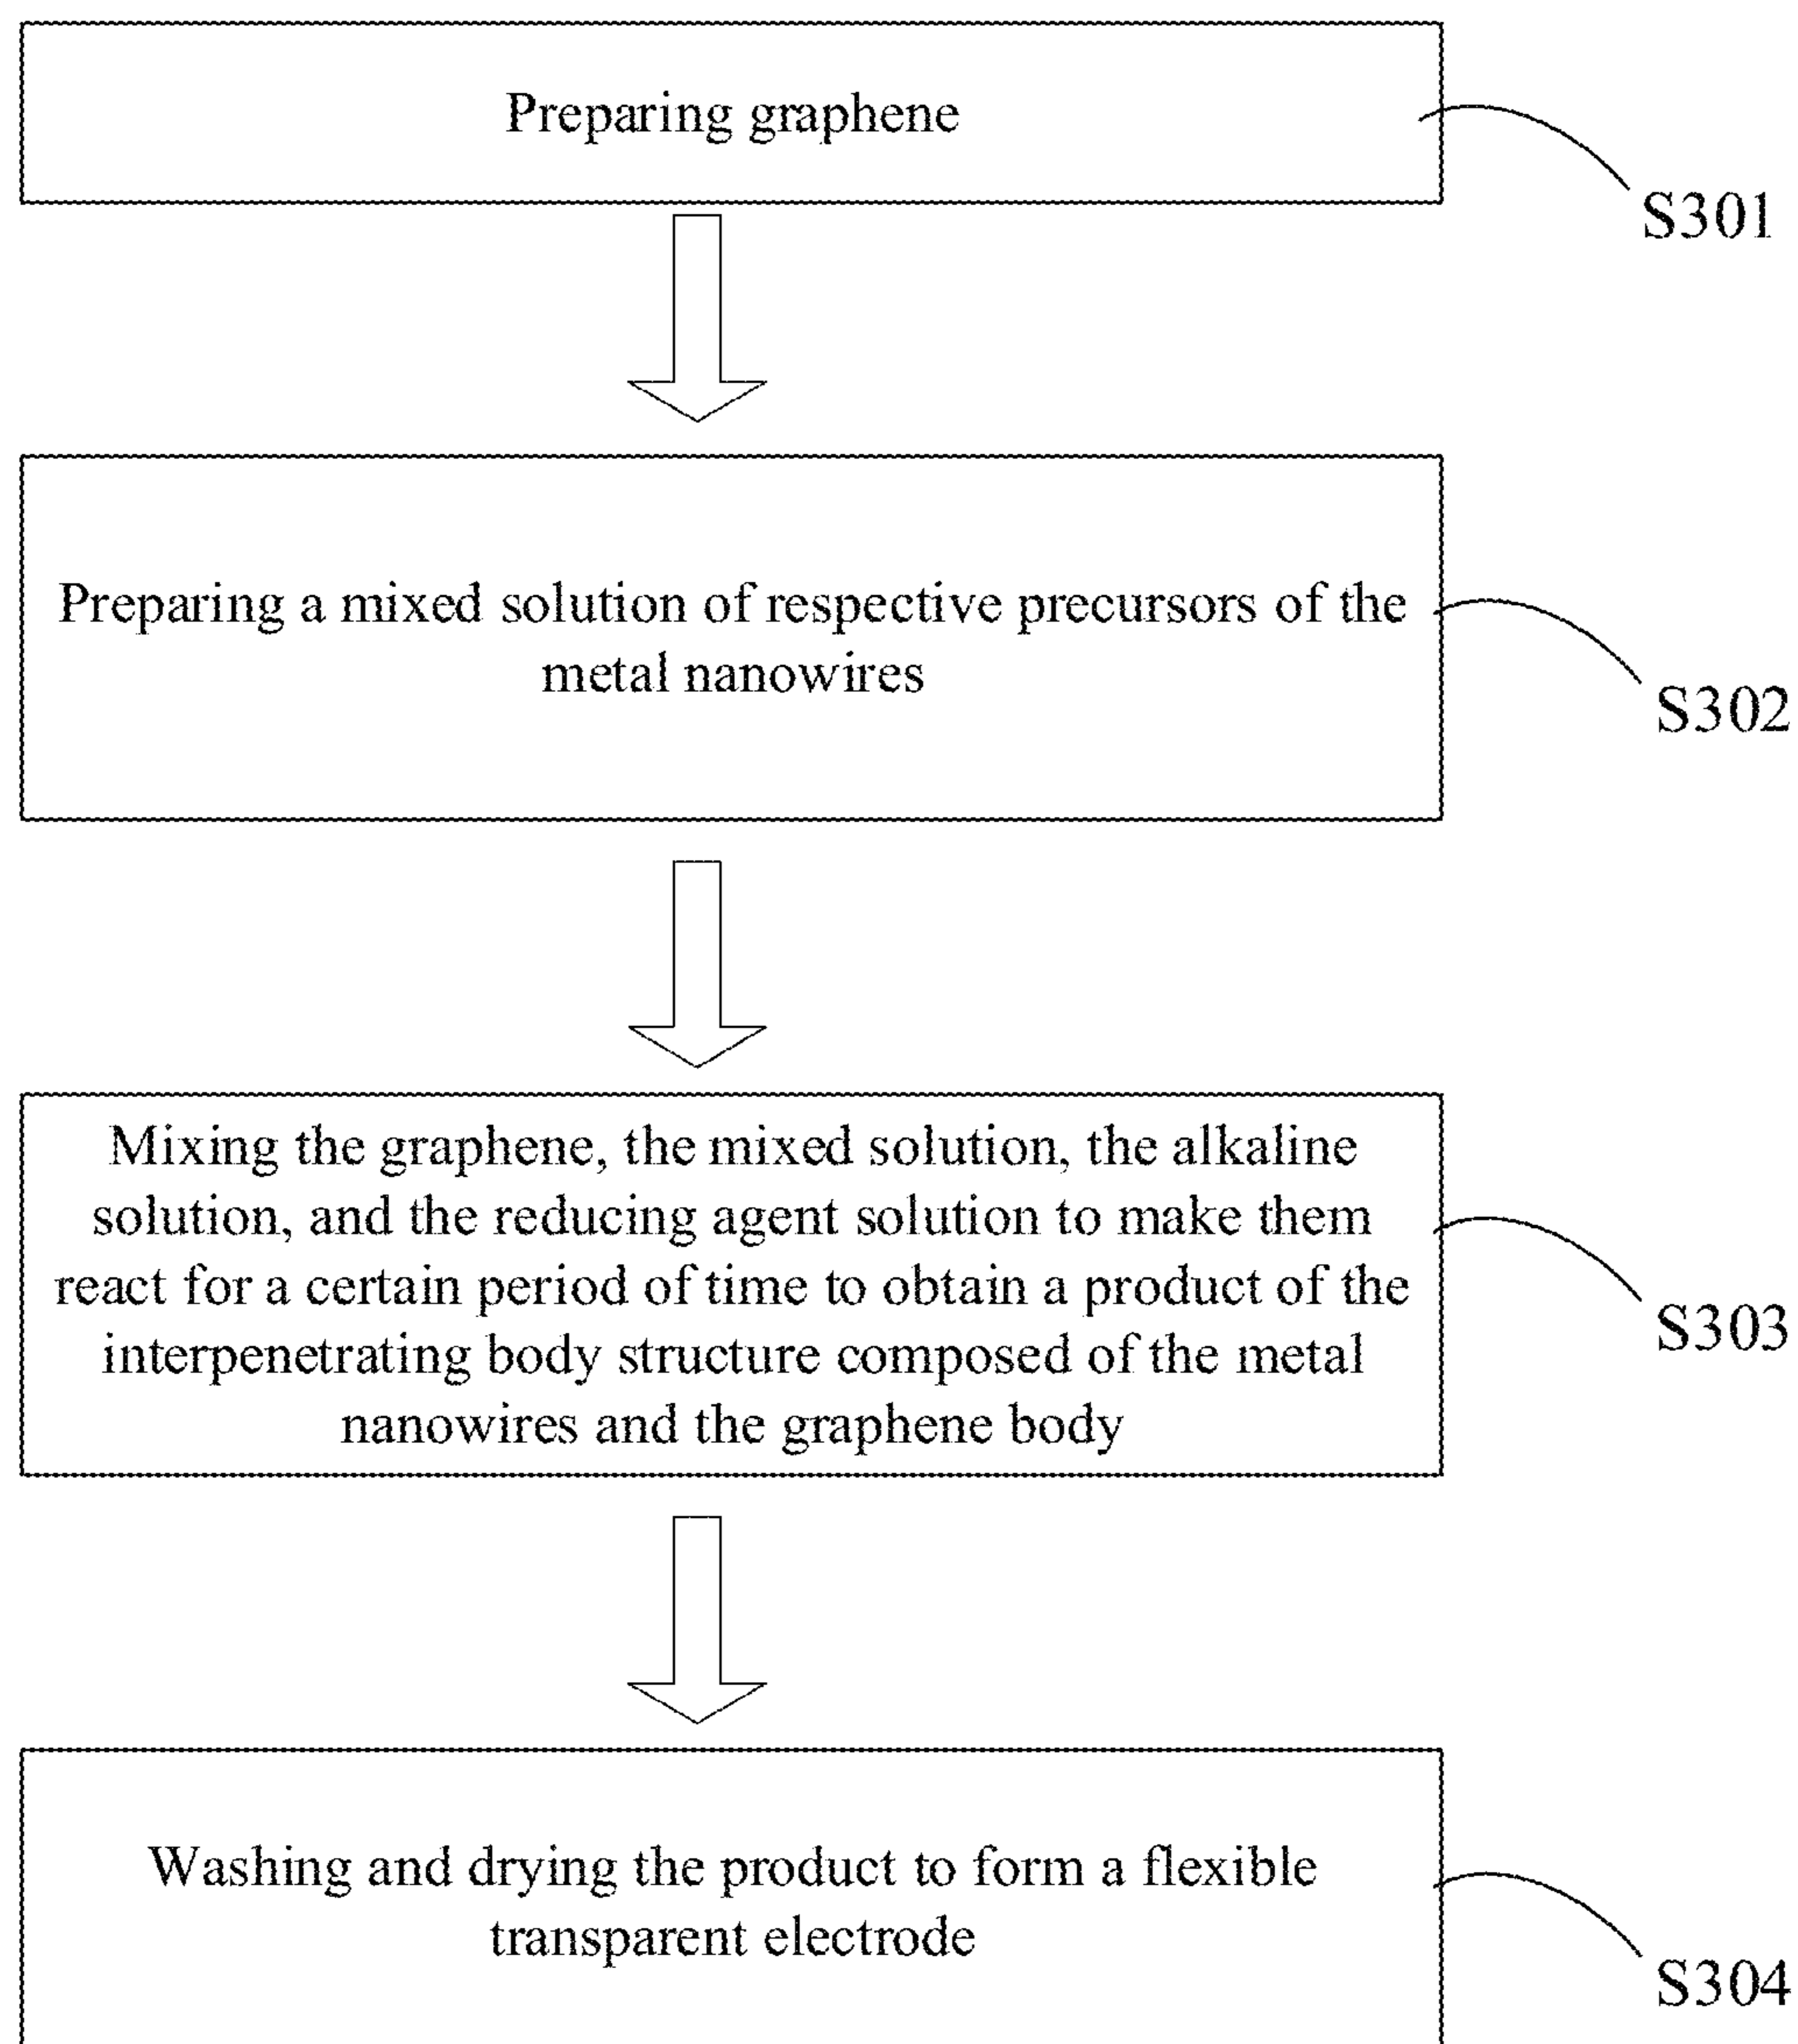 Preparing graphene
S301
Preparing a mixed solution of respective precursors of the
metal nanowires
S302
Mixing the graphene, the mixed solution, the alkaline
solution, and the reducing agent solution to make them
react for a certain period of time to obtain a product of the
interpenetrating body structure composed of the metal
nanowires and the graphene body
S303
Washing and drying the product to form a flexible
transparent electrode
S304